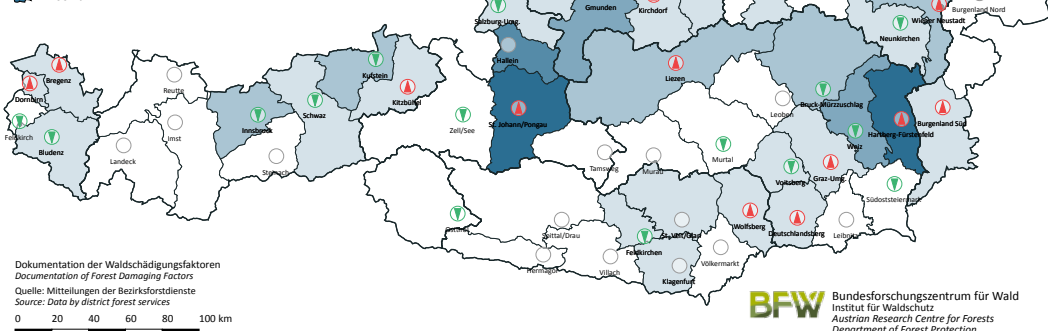 Gmunden
Kirchdorf
Burgenland Nord
Salzburg-Umg.
Wiener Neustadt
Neunkirchen
Hallein
Bregenz
Kufstein
Liezen
Reutte
Kitzbühel
Dornbirn
Bruck-Mürzzuschlag
Schwaz
St. Johann/Pongau
Leoben
Burgenland Süd
Feldkirch
Innsbruck
Zell/See
Hartberg-Fürstenfeld
Imst
Weiz
Bludenz
Landeck
Murtal
Steinach
Tamsweg
Murau
Voitsberg
Graz-Umg.
Südoststeiermark
Osttirol
Spittal/Drau
St. Veit/Glan
Wolfsberg
Deutschlandsberg
Leibnitz
Feldkirchen
Völkermarkt
Hermagor
Villach
Klagenfurt
Dokumentation der Waldschädigungsfaktoren
Documentation of Forest Damaging Factors
Quelle: Mitteilungen der Bezirksforstdienste
Source: Data by district forest services
0 20 40 60 80 100 km
BFW
Bundesforschungszentrum für Wald
Institut für Waldschutz
Austrian Research Centre for Forests
Department of Forest Protection